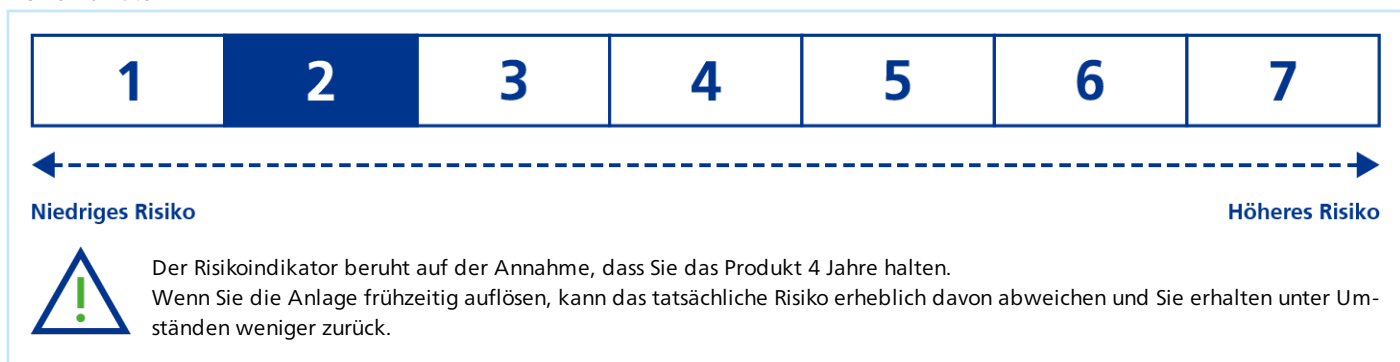 1 2 3 4 5 6 7
Niedriges Risiko Höheres Risiko
Der Risikoindikator beruht auf der Annahme, dass Sie das Produkt 4 Jahre halten.
Wenn Sie die Anlage frühzeitig auflösen, kann das tatsächliche Risiko erheblich davon abweichen und Sie erhalten unter Um-
ständen weniger zurück.